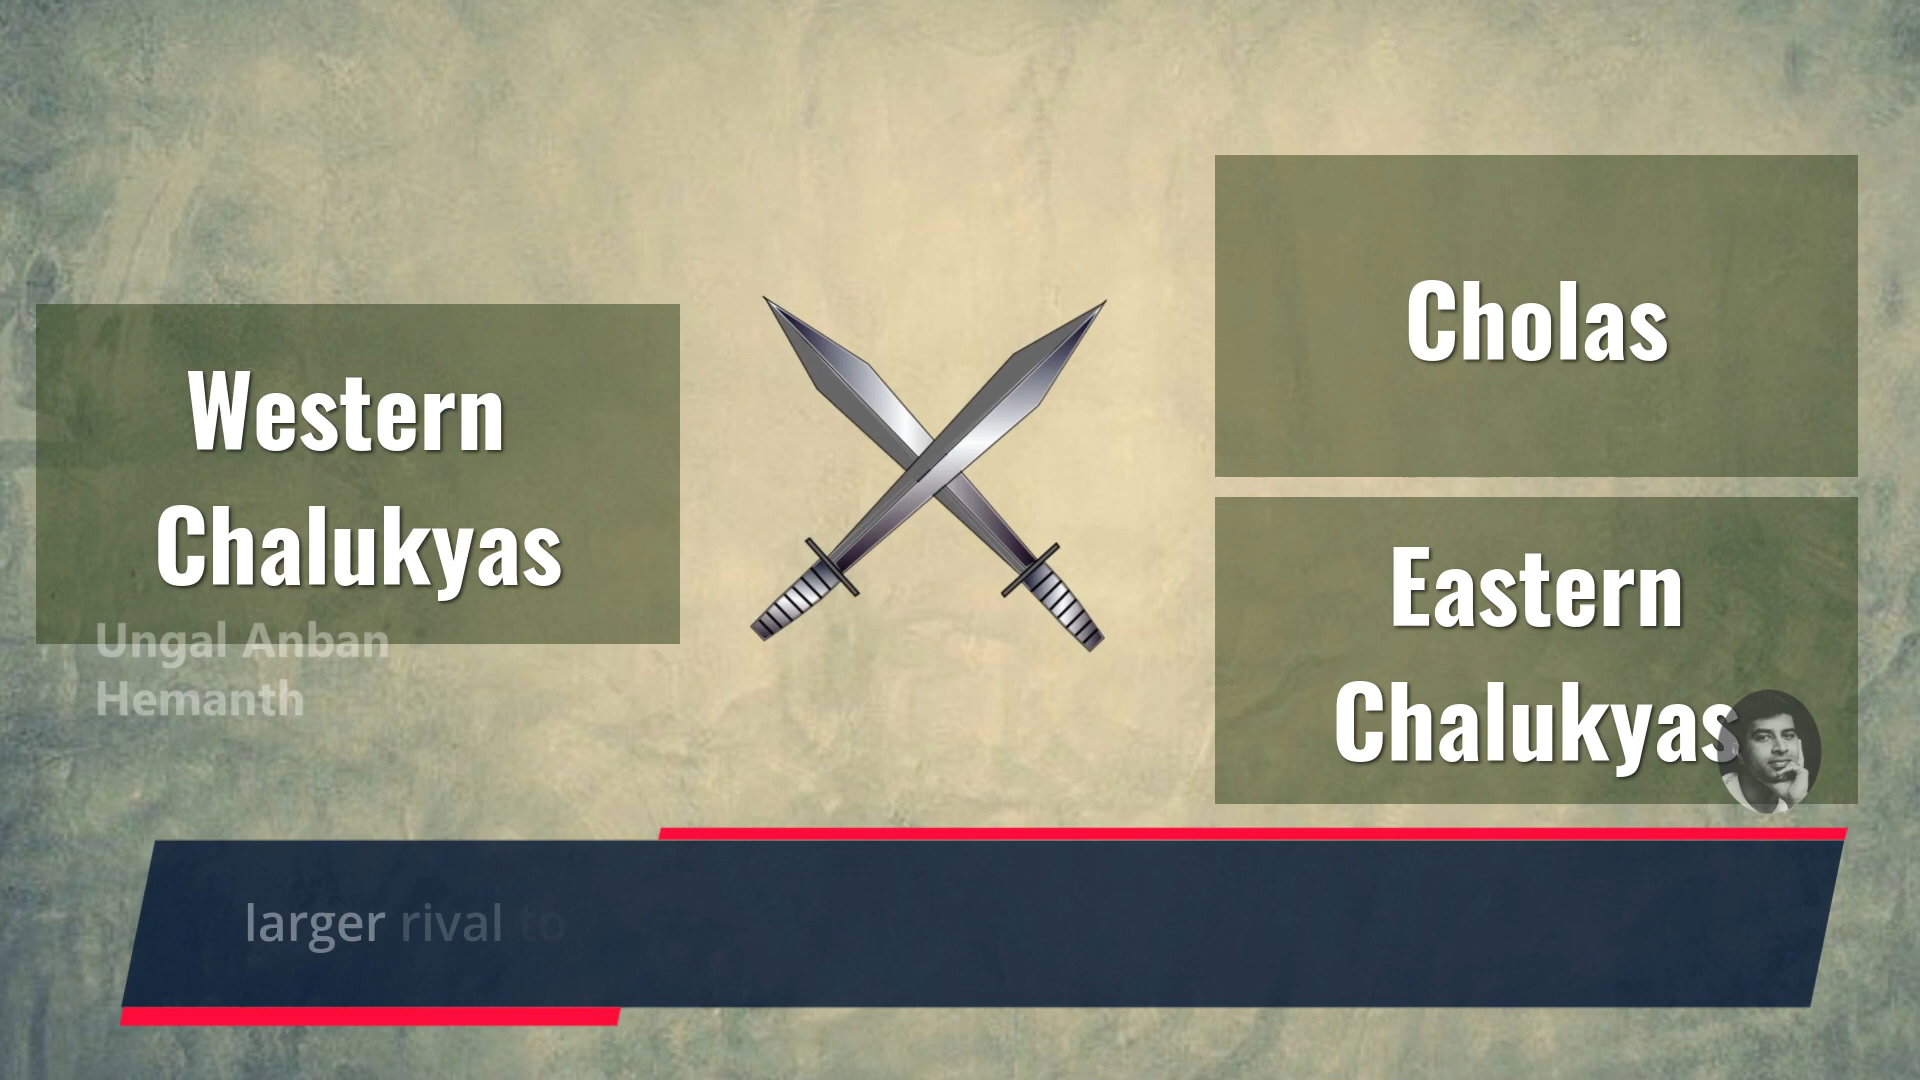 Western
Chalukyas
Cholas
Eastern
Chalukyas
Ungal Anban
Hemanth
larger rival to